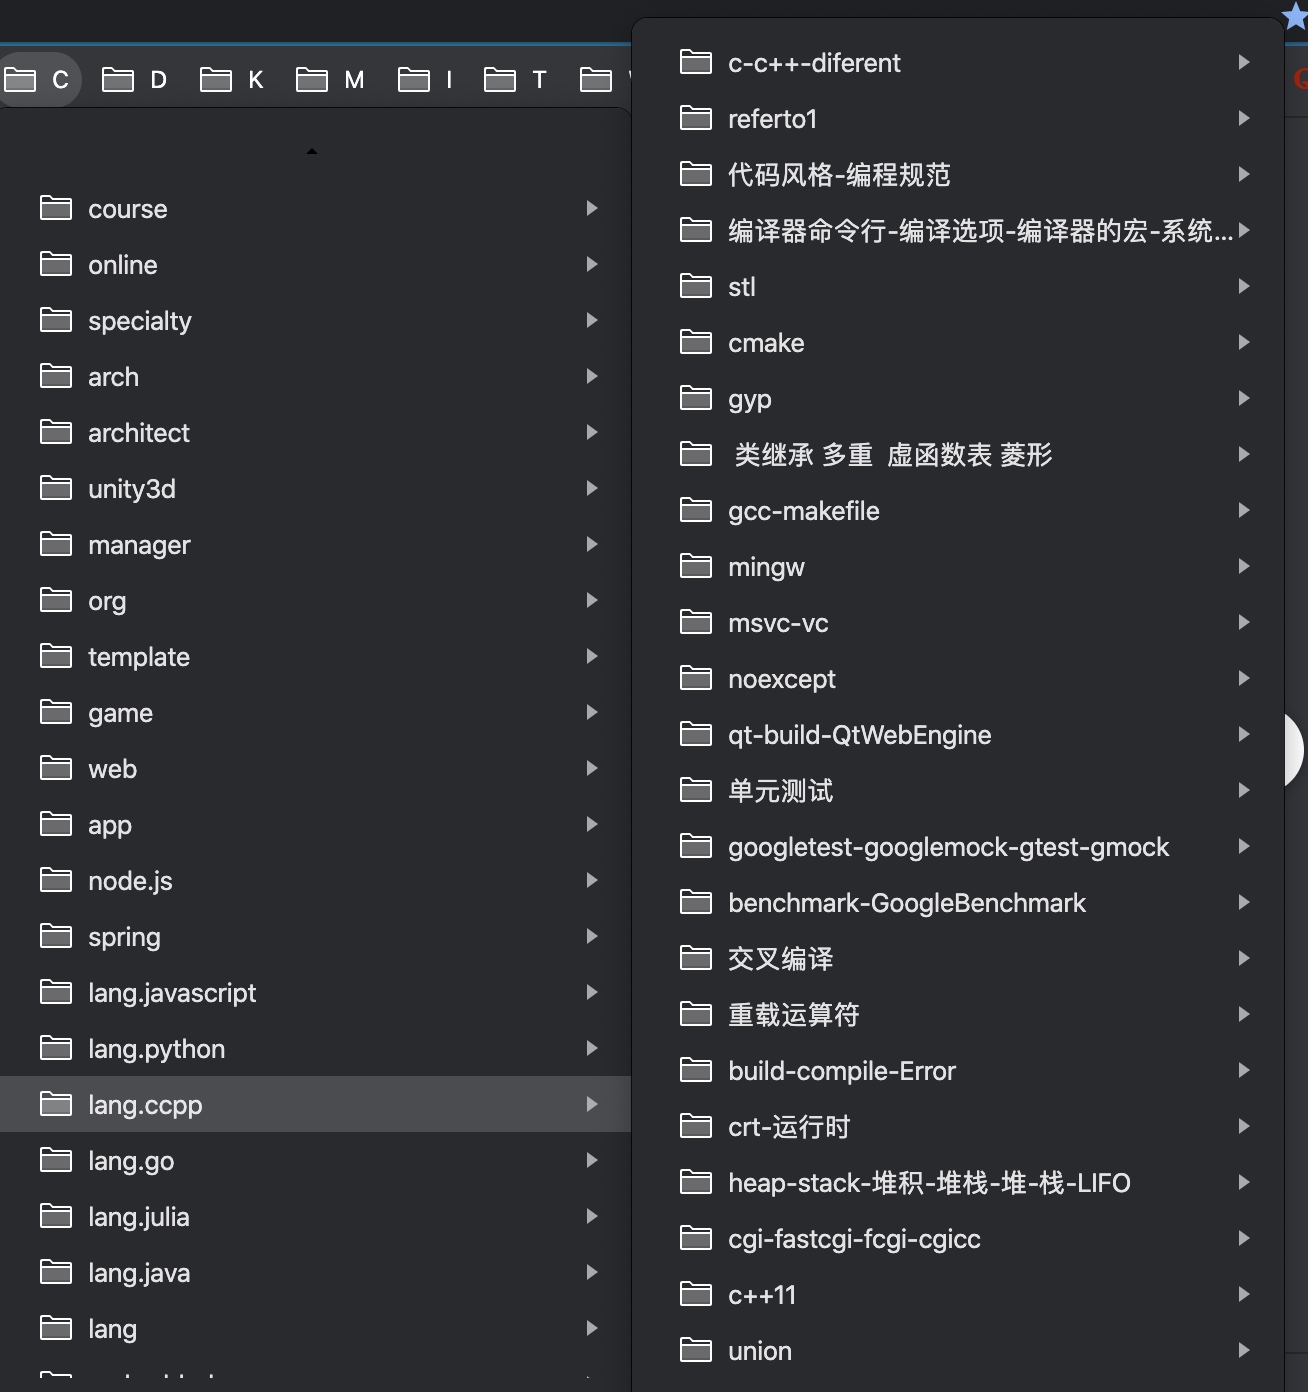 C D K M I T
course
online
specialty
arch
architect
unity3d
manager
org
template
game
web
app
node.js
spring
lang.javascript
lang.python
lang.ccpp
lang.go
lang.julia
lang.java
lang
c-c++-diferent
referto1
代码风格-编程规范
编译器命令行-编译选项-编译器的宏-系统...
stl
cmake
gyp
类继承 多重 虚函数表 菱形
gcc-makefile
mingw
msvc-vc
noexcept
qt-build-QtWebEngine
单元测试
googletest-googlemock-gtest-gmock
benchmark-GoogleBenchmark
交叉编译
重载运算符
build-compile-Error
crt-运行时
heap-stack-堆积-堆栈-堆-栈-LIFO
cgi-fastcgi-fcgi-cgicc
c++11
union